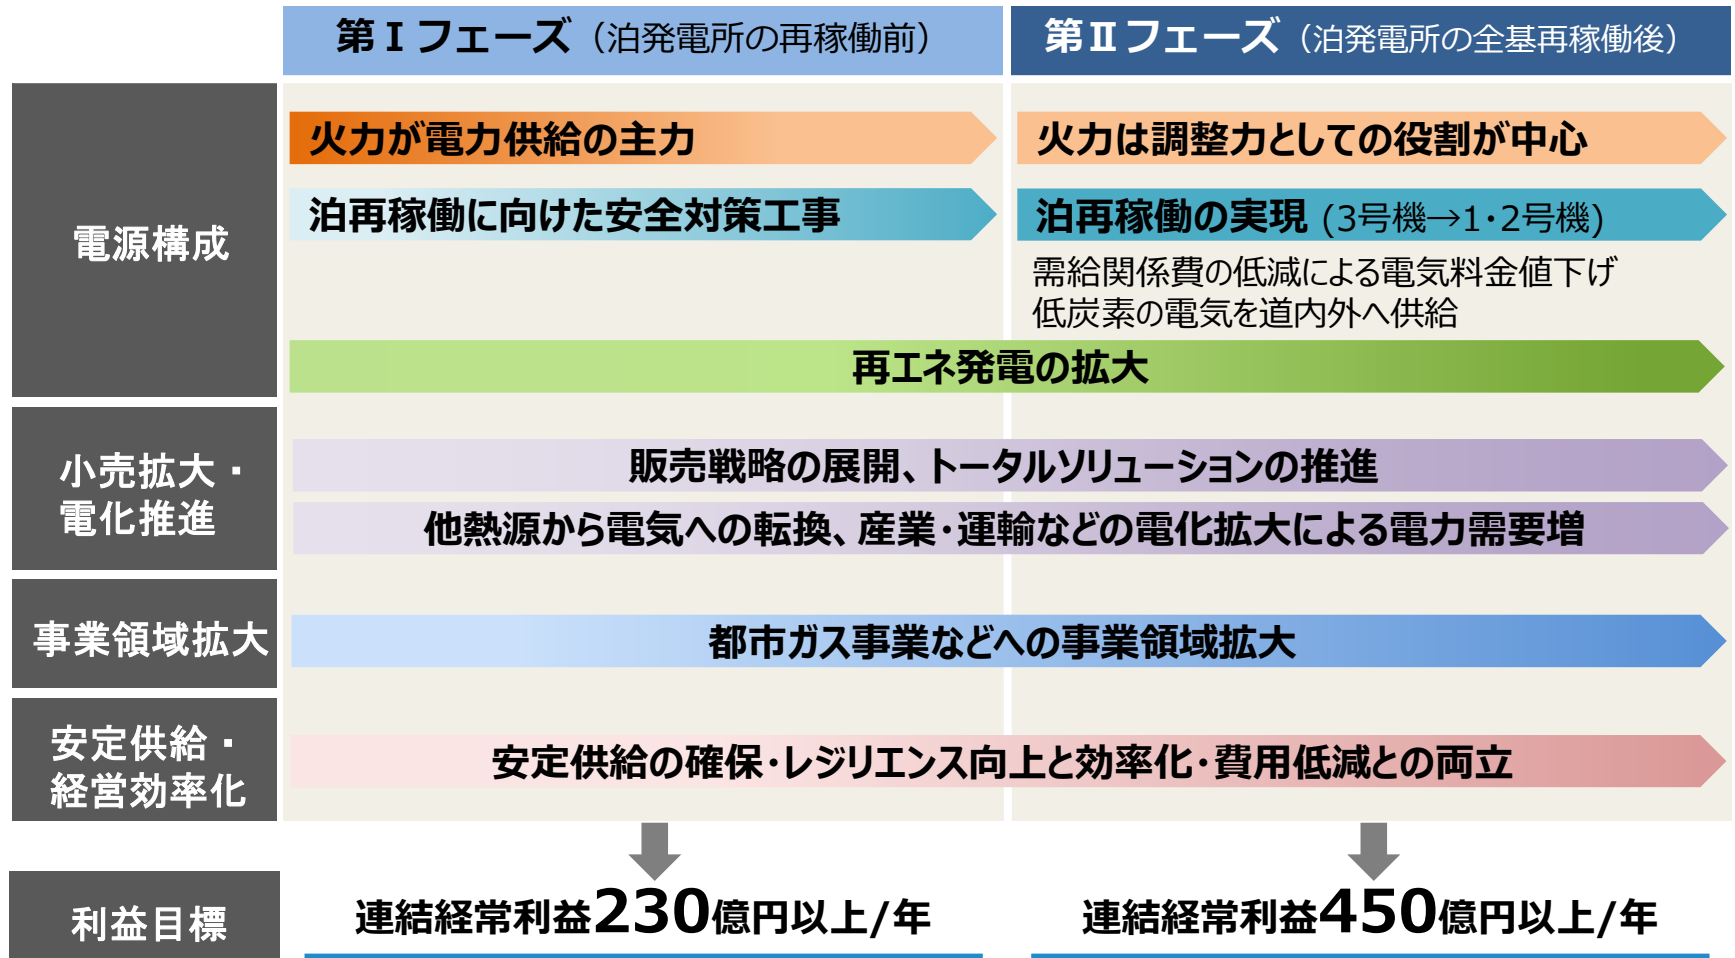 第Ⅰフェーズ（泊発電所の再稼働前）
第Ⅱフェーズ（泊発電所の全基再稼働後）
電源構成
火力が電力供給の主力
火力は調整力としての役割が中心
泊再稼働に向けた安全対策工事
泊再稼働の実現 (3号機→1・2号機)
需給関係費の低減による電気料金値下げ
低炭素の電気を道内外へ供給
再エネ発電の拡大
小売拡大・
電化推進
販売戦略の展開、トータルソリューションの推進
他熱源から電気への転換、産業・運輸などの電化拡大による電力需要増
事業領域拡大
都市ガス事業などへの事業領域拡大
安定供給・
経営効率化
安定供給の確保・レジリエンス向上と効率化・費用低減との両立
利益目標
連結経常利益230億円以上/年
連結経常利益450億円以上/年